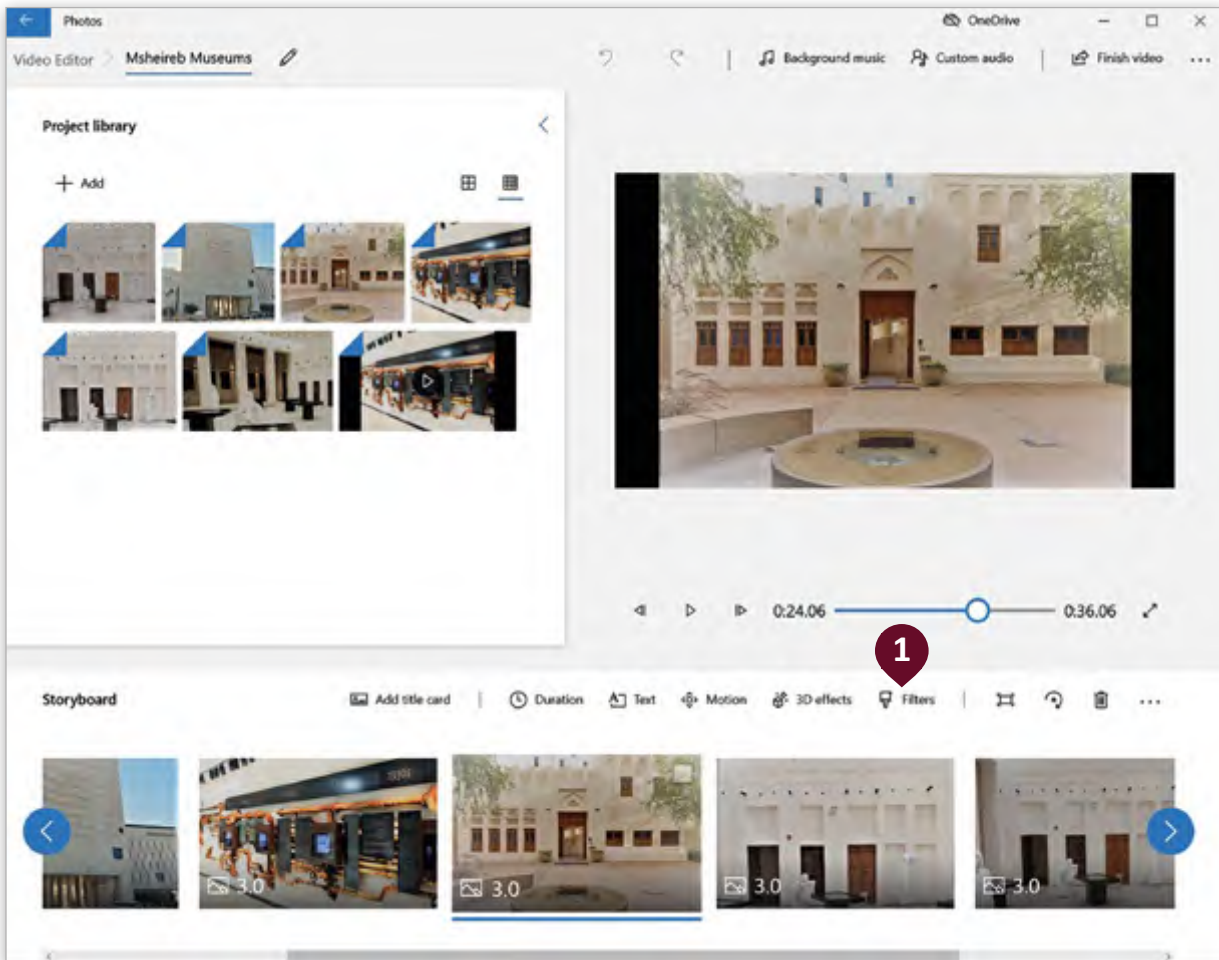 Photos
OneDrive
Video Editor > Msheireb Museums
Background music
Custom audio
Finish video
...
Project library
+ Add
0:24.06
0:36.06
1
Storyboard
Add title card
Duration
Text
Motion
3D effects
Filters
...
3.0
3.0
3.0
3.0